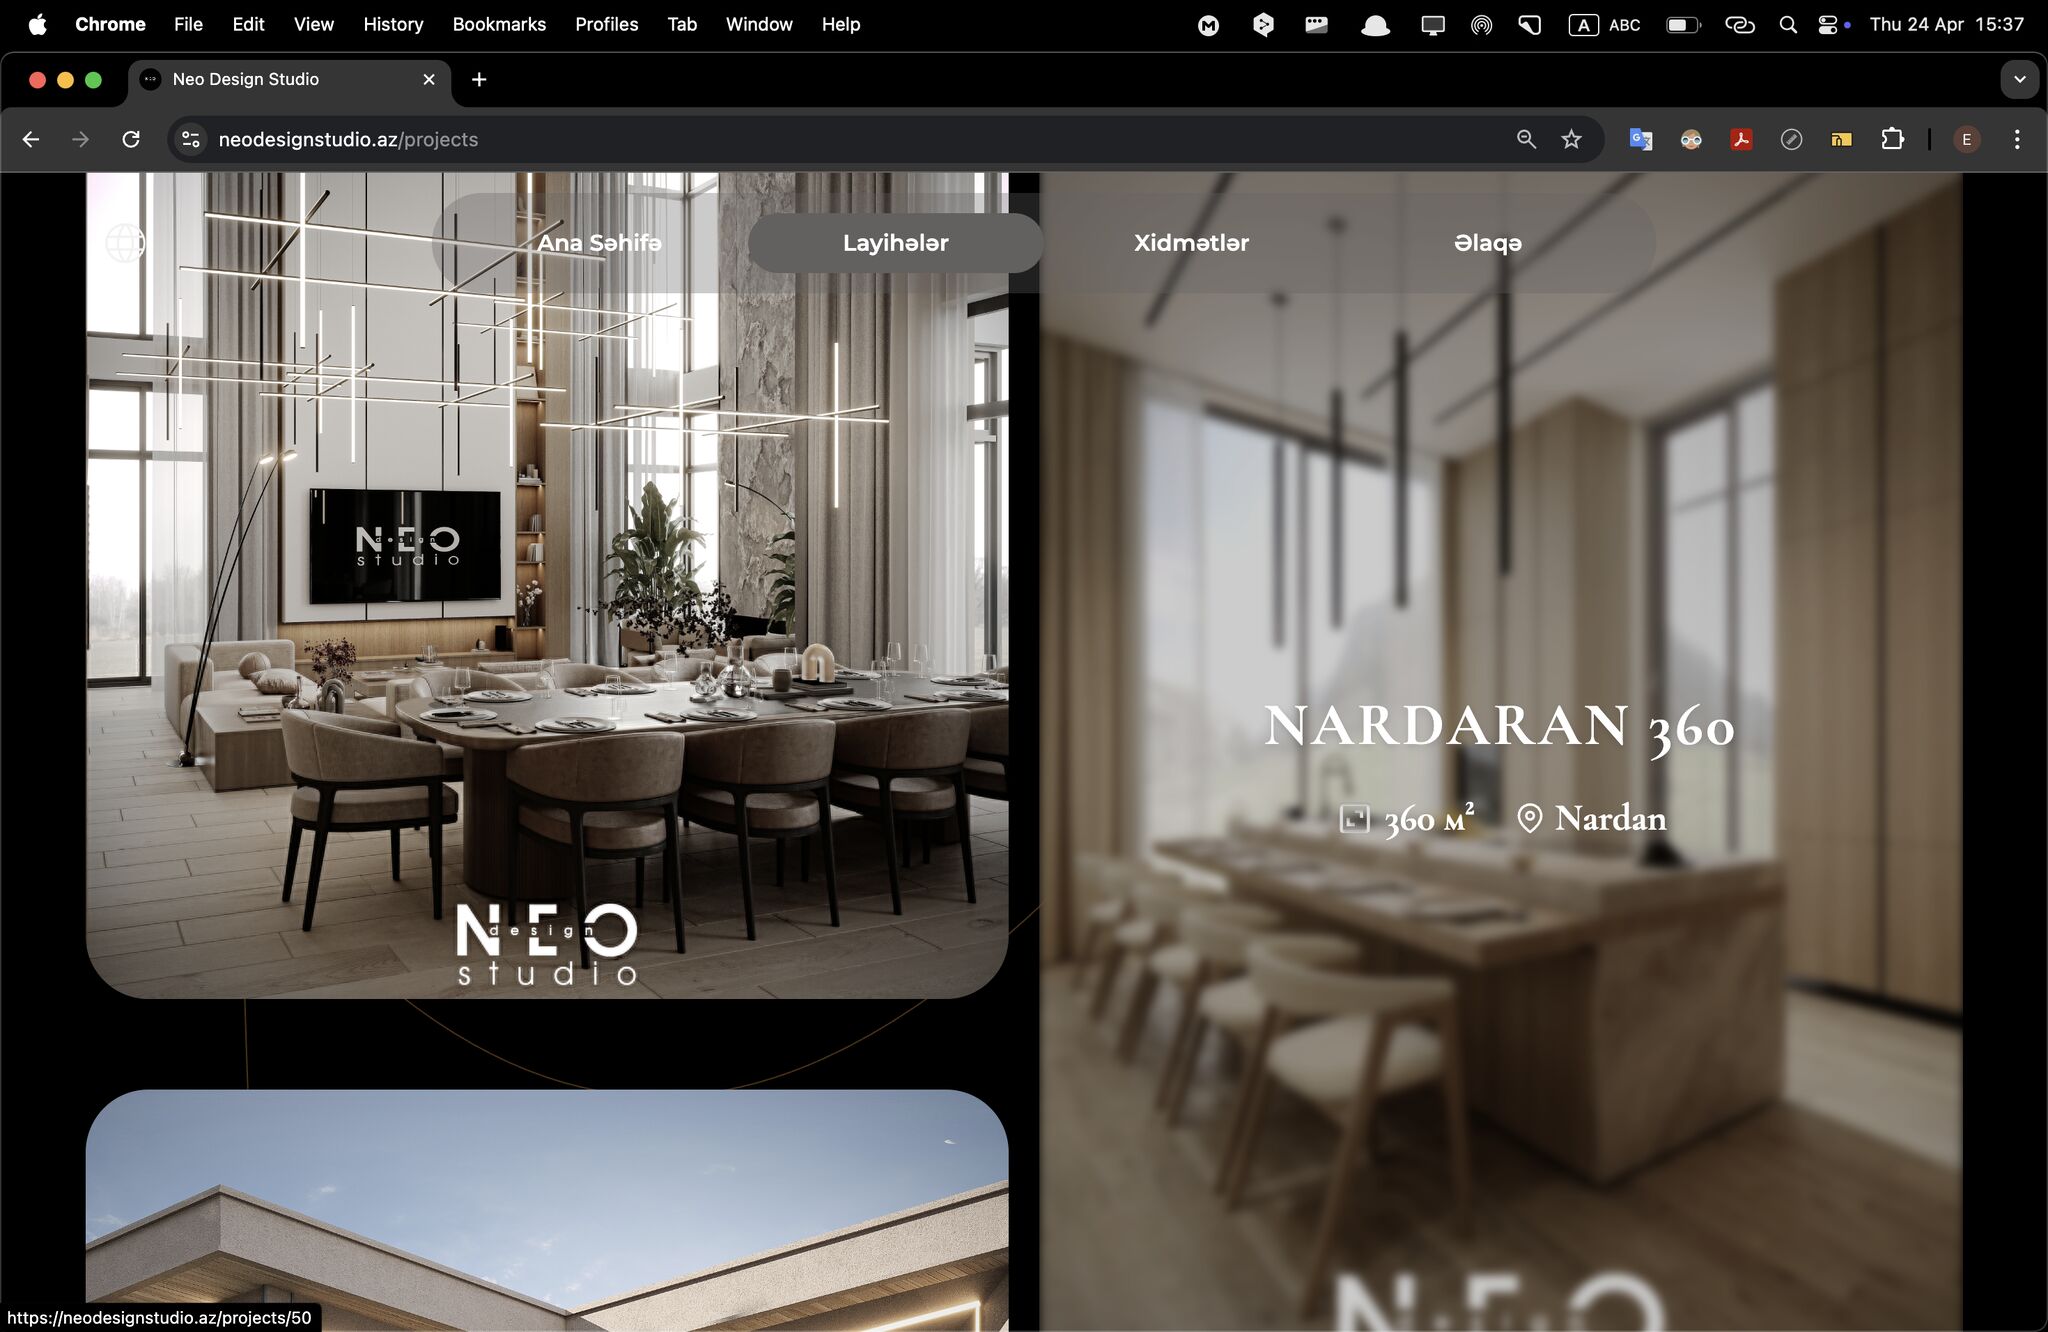 Chrome File Edit View History Bookmarks Profiles Tab Window Help
A ABC Thu 24 Apr 15:37
Neo Design Studio
neodesignstudio.az/projects
E
Ana Səhifə Layihələr Xidmətlər Əlaqə
NEO
design
studio
NARDARAN 360
360 м² Nardan
NEO
design
studio
NEO
https://neodesignstudio.az/projects/50